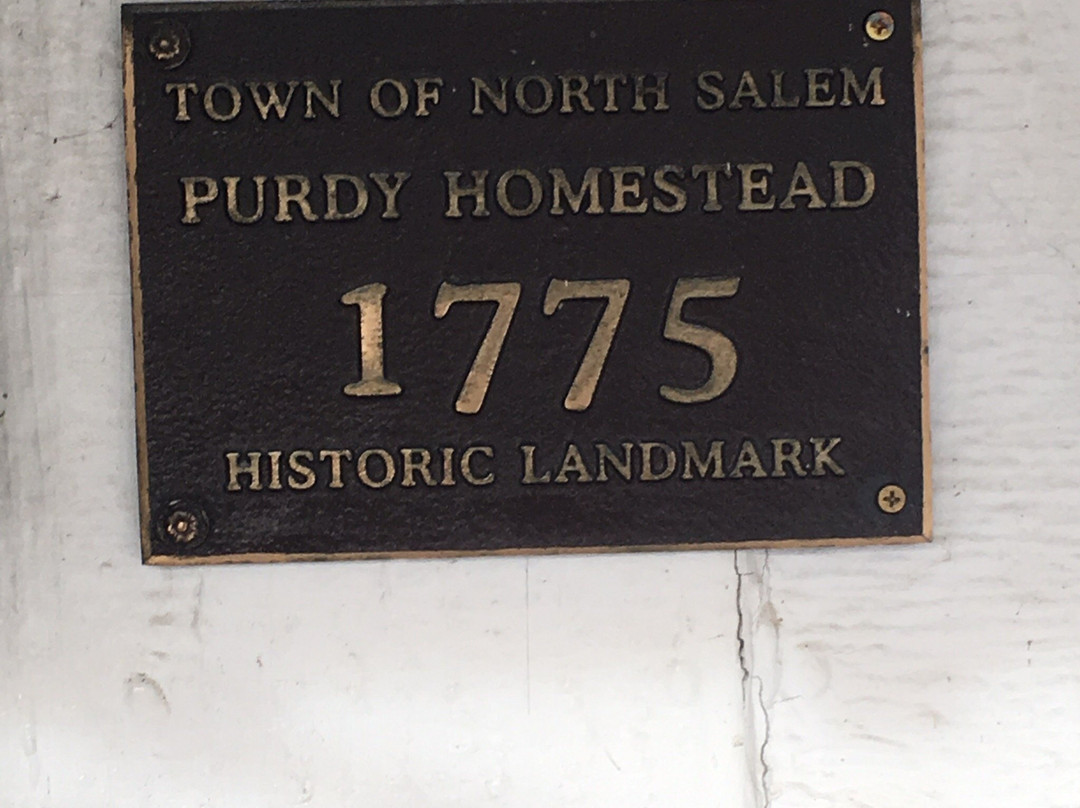 TOWN OF NORTH SALEM
PURDY HOMESTEAD
1775
HISTORIC LANDMARK